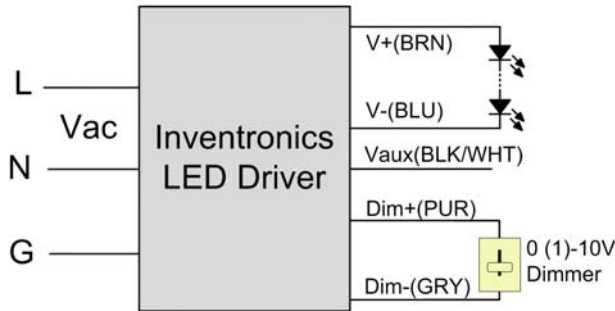 L
Vac
N
G
Inventronics
LED Driver
V+(BRN)
V-(BLU)
Vaux(BLK/WHT)
Dim+(PUR)
Dim-(GRY)
0 (1)-10V
Dimmer